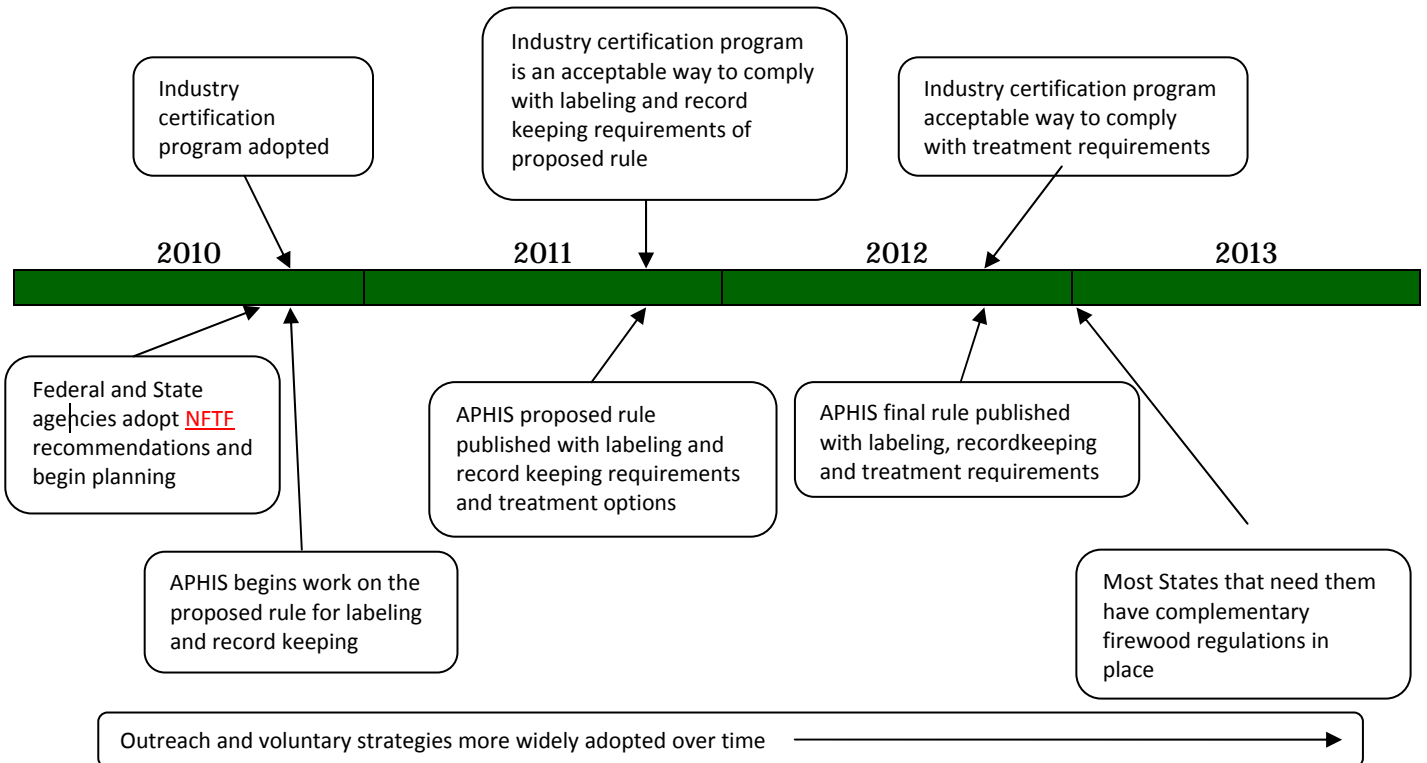 Industry
certification
program adopted
Industry certification program
is an acceptable way to comply
with labeling and record
keeping requirements of
proposed rule
Industry certification program
acceptable way to comply
with treatment requirements
2010
2011
2012
2013
Federal and State
agencies adopt NFTF
recommendations and
begin planning
APHIS proposed rule
published with labeling and
record keeping requirements
and treatment options
APHIS final rule published
with labeling, recordkeeping
and treatment requirements
APHIS begins work on the
proposed rule for labeling
and record keeping
Most States that need them
have complementary
firewood regulations in
place
Outreach and voluntary strategies more widely adopted over time